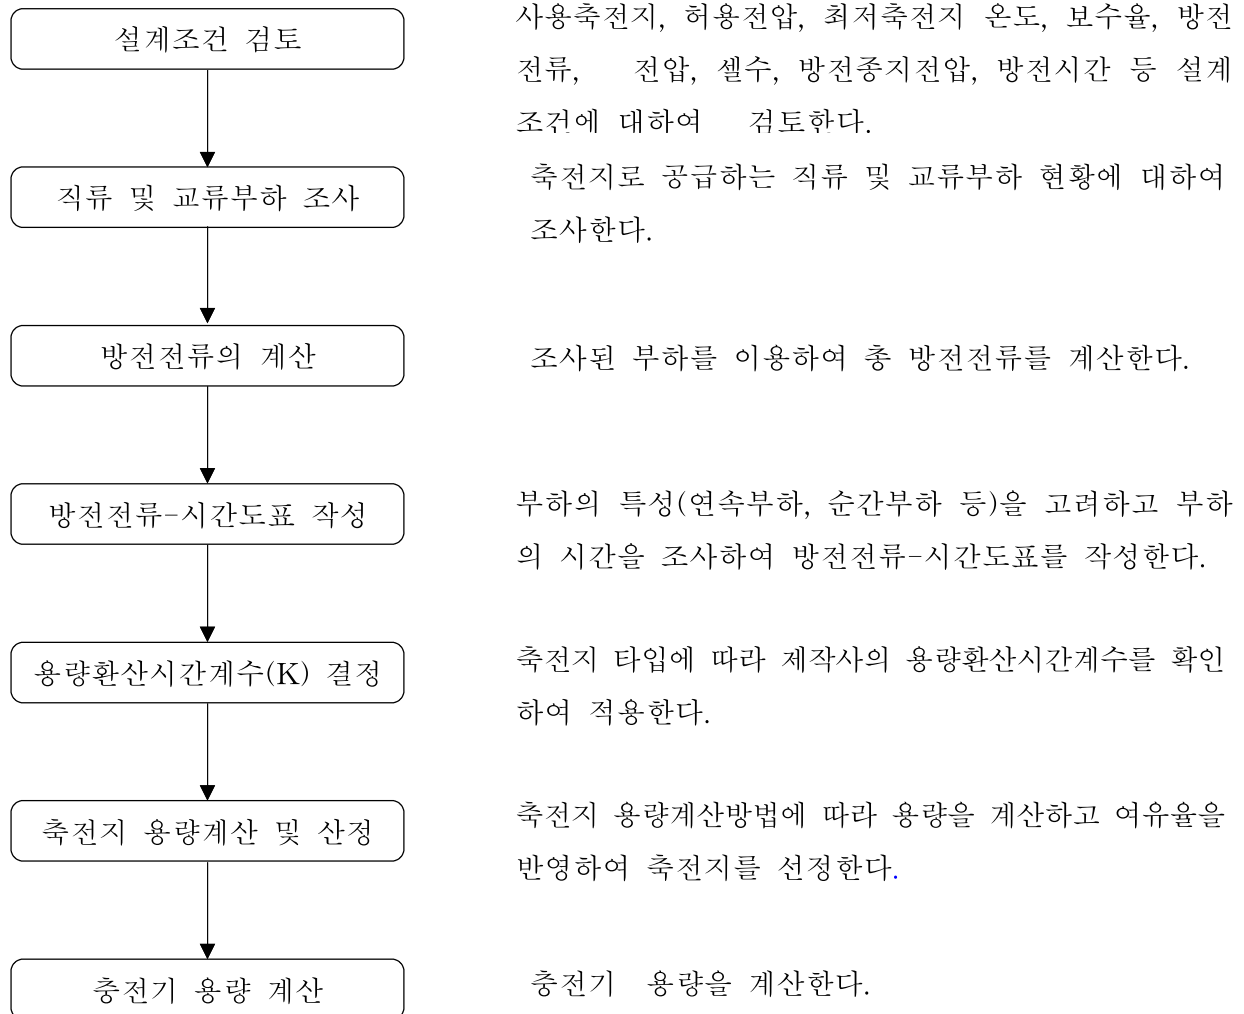 설계조건 검토
사용축전지, 허용전압, 최저축전지 온도, 보수율, 방전
전류, 전압, 셀수, 방전종지전압, 방전시간 등 설계
조건에 대하여 검토한다.
직류 및 교류부하 조사
축전지로 공급하는 직류 및 교류부하 현황에 대하여
조사한다.
방전전류의 계산
조사된 부하를 이용하여 총 방전전류를 계산한다.
방전전류-시간도표 작성
부하의 특성(연속부하, 순간부하 등)을 고려하고 부하
의 시간을 조사하여 방전전류-시간도표를 작성한다.
용량환산시간계수(K) 결정
축전지 타입에 따라 제작사의 용량환산시간계수를 확인
하여 적용한다.
축전지 용량계산 및 산정
축전지 용량계산방법에 따라 용량을 계산하고 여유율을
반영하여 축전지를 선정한다.
충전기 용량 계산
충전기 용량을 계산한다.